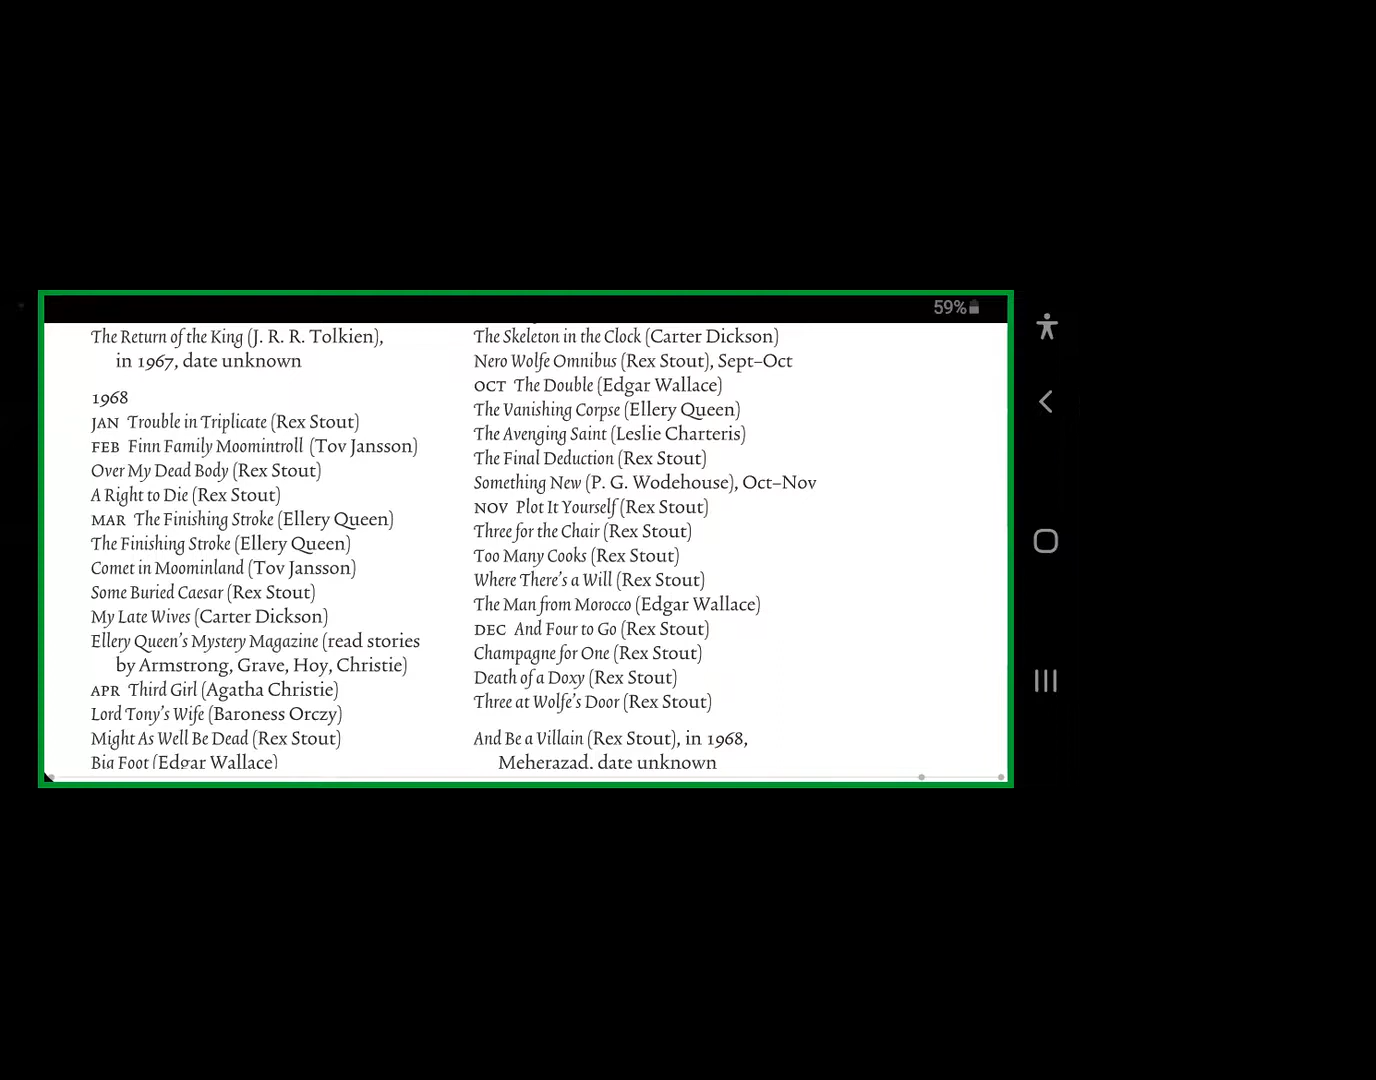 59%
The Return of the King (J. R. R. Tolkien),
in 1967, date unknown
1968
JAN Trouble in Triplicate (Rex Stout)
FEB Finn Family Moomintroll (Tov Jansson)
Over My Dead Body (Rex Stout)
A Right to Die (Rex Stout)
MAR The Finishing Stroke (Ellery Queen)
The Finishing Stroke (Ellery Queen)
Comet in Moominland (Tov Jansson)
Some Buried Caesar (Rex Stout)
My Late Wives (Carter Dickson)
Ellery Queen's Mystery Magazine (read stories
by Armstrong, Grave, Hoy, Christie)
APR Third Girl (Agatha Christie)
Lord Tony's Wife (Baroness Orczy)
Might As Well Be Dead (Rex Stout)
Big Foot (Edgar Wallace)
The Skeleton in the Clock (Carter Dickson)
Nero Wolfe Omnibus (Rex Stout), Sept–Oct
OCT The Double (Edgar Wallace)
The Vanishing Corpse (Ellery Queen)
The Avenging Saint (Leslie Charteris)
The Final Deduction (Rex Stout)
Something New (P. G. Wodehouse), Oct–Nov
NOV Plot It Yourself (Rex Stout)
Three for the Chair (Rex Stout)
Too Many Cooks (Rex Stout)
Where There's a Will (Rex Stout)
The Man from Morocco (Edgar Wallace)
DEC And Four to Go (Rex Stout)
Champagne for One (Rex Stout)
Death of a Doxy (Rex Stout)
Three at Wolfe's Door (Rex Stout)
And Be a Villain (Rex Stout), in 1968,
Meherazad, date unknown